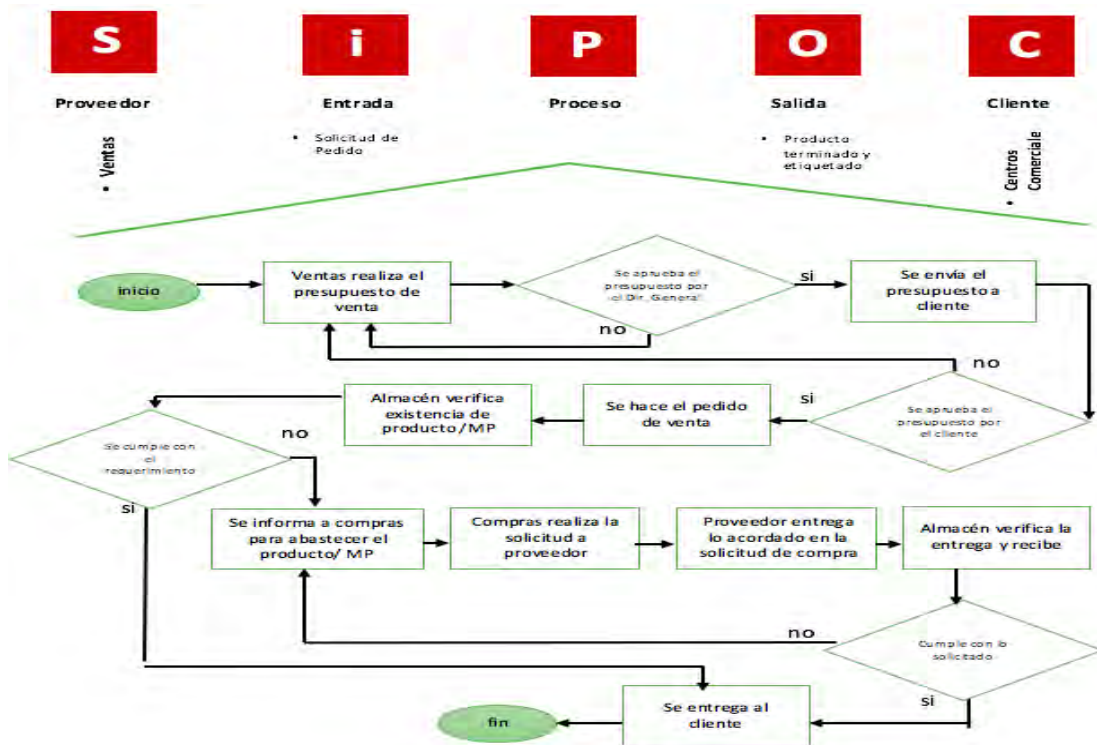 S
i
P
O
C
Proveedor
Entrada
Proceso
Salida
Cliente
• Ventas
• Solicitud de
Pedido
• Producto
terminado y
etiquetado
• Centros
Comerciale
inicio
Ventas realiza el
presupuesto de
venta
Se aprueba el
presupuesto por
el Dir. General
si
no
Se envía el
presupuesto a
cliente
Se aprueba el
presupuesto por
el cliente
no
si
Se hace el pedido
de venta
Almacén verifica
existencia de
producto/MP
Se cumple con
el
requerimiento
no
si
Se informa a compras
para abastecer el
producto/ MP
Compras realiza la
solicitud a
proveedor
Proveedor entrega
lo acordado en la
solicitud de compra
Almacén verifica la
entrega y recibe
Cumple con lo
solicitado
no
si
Se entrega al
cliente
fin